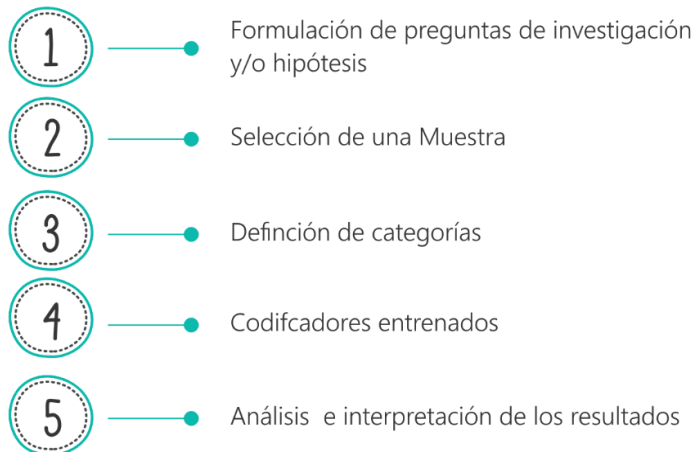 1
Formulación de preguntas de investigación
y/o hipótesis
2
Selección de una Muestra
3
Definción de categorías
4
Codifcadores entrenados
5
Análisis e interpretación de los resultados